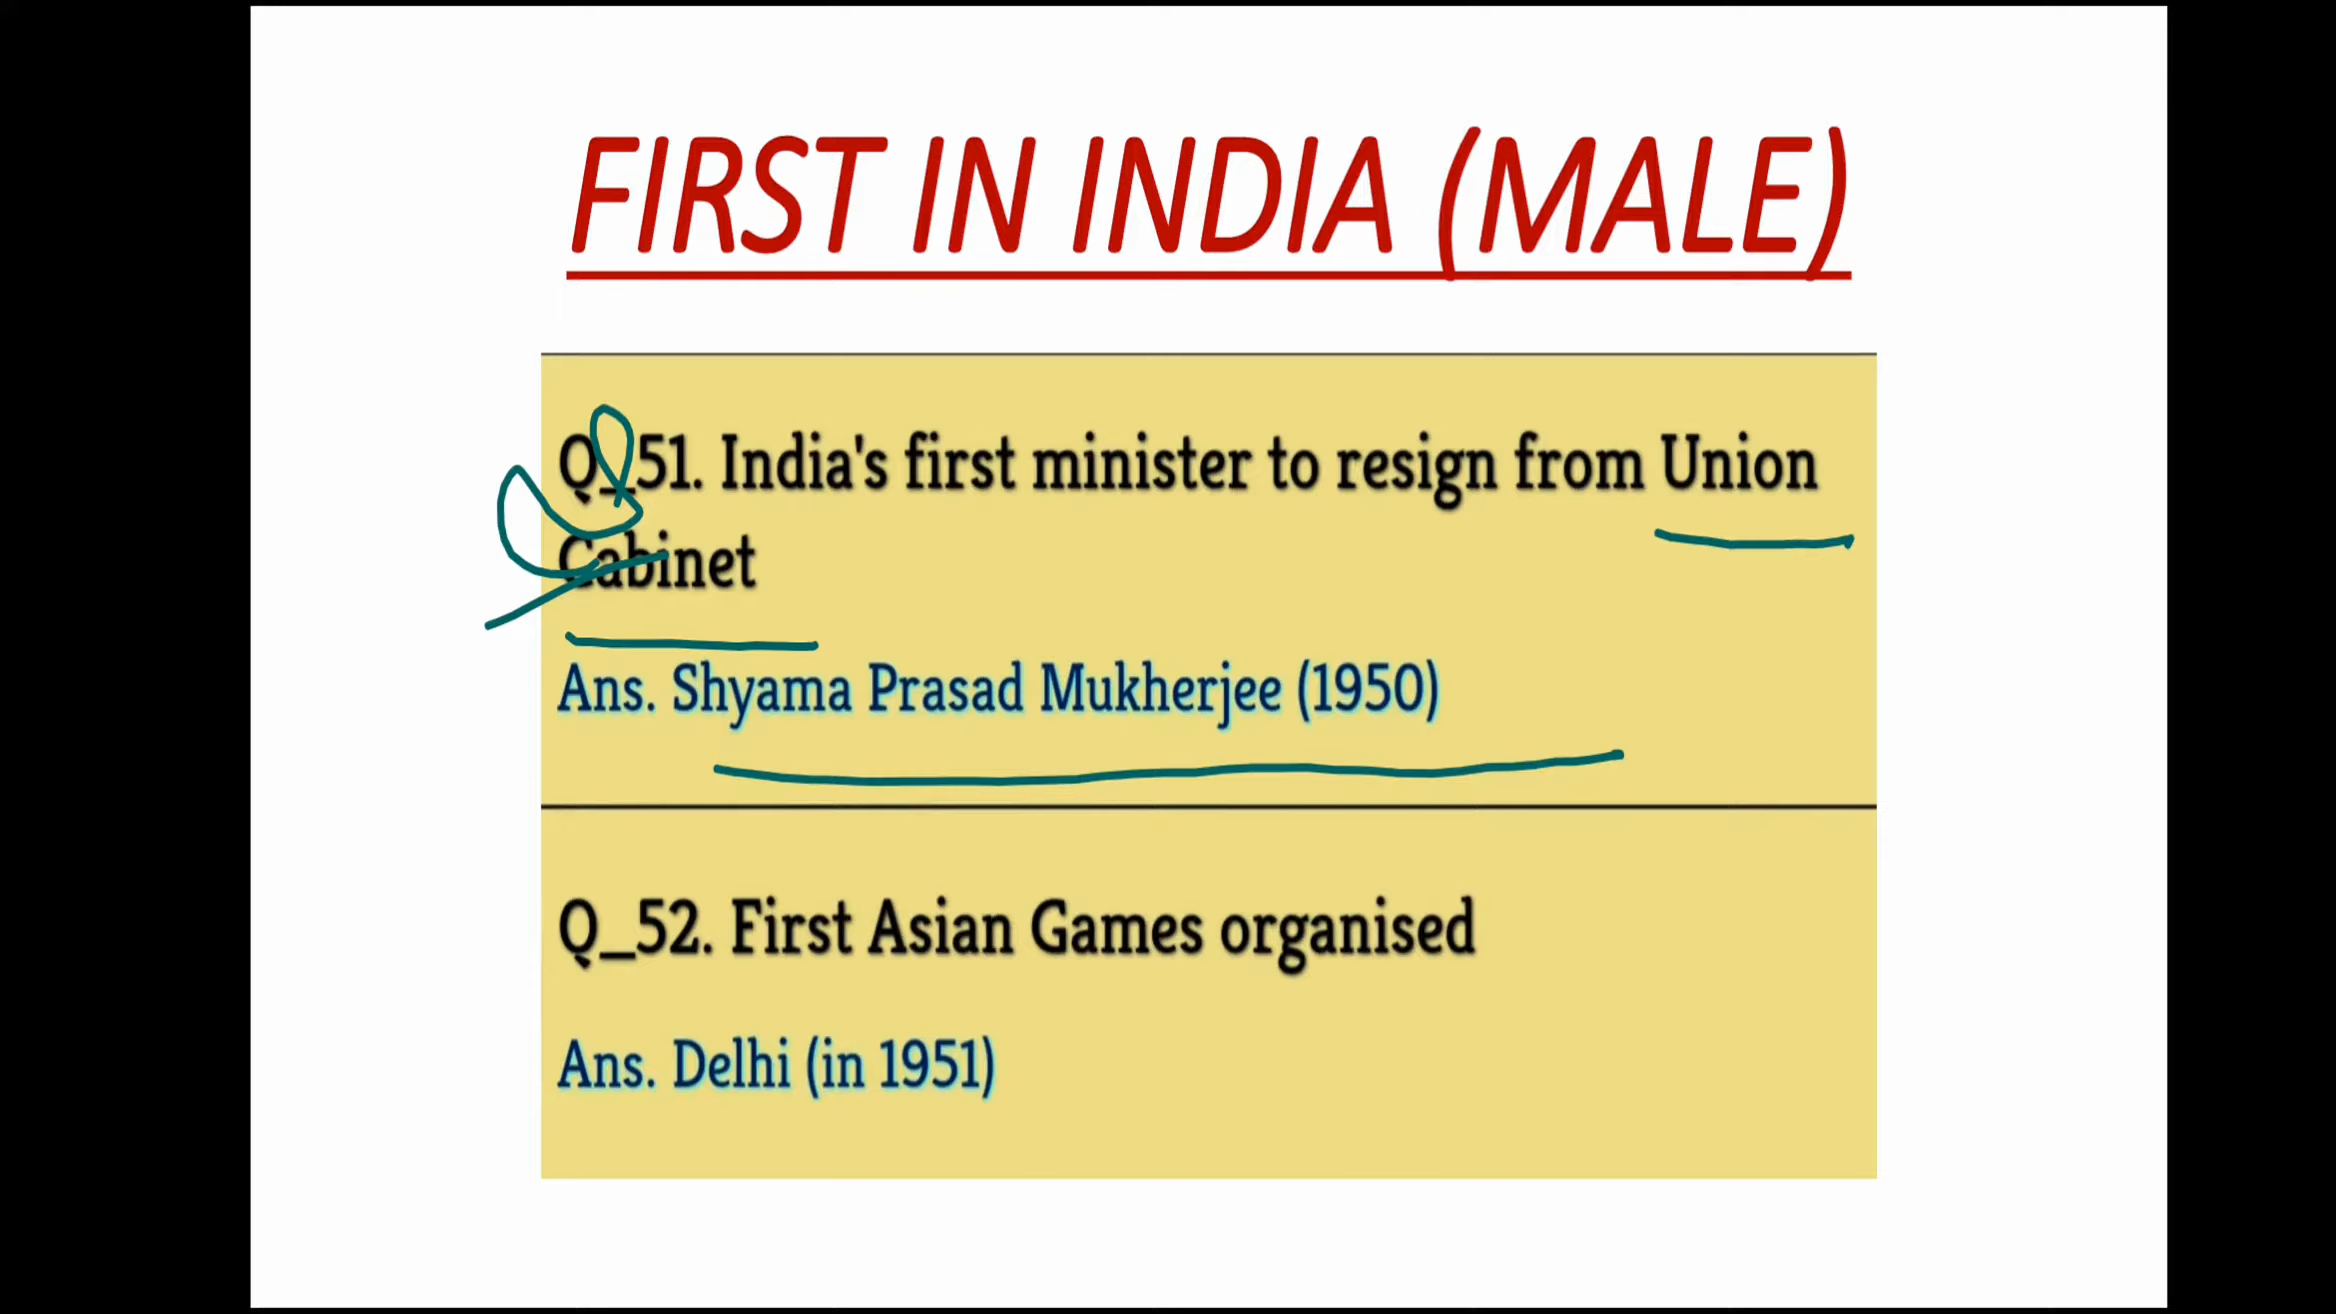 FIRST IN INDIA (MALE)
Q_51. India's first minister to resign from Union
Cabinet
Ans. Shyama Prasad Mukherjee (1950)
Q_52. First Asian Games organised
Ans. Delhi (in 1951)